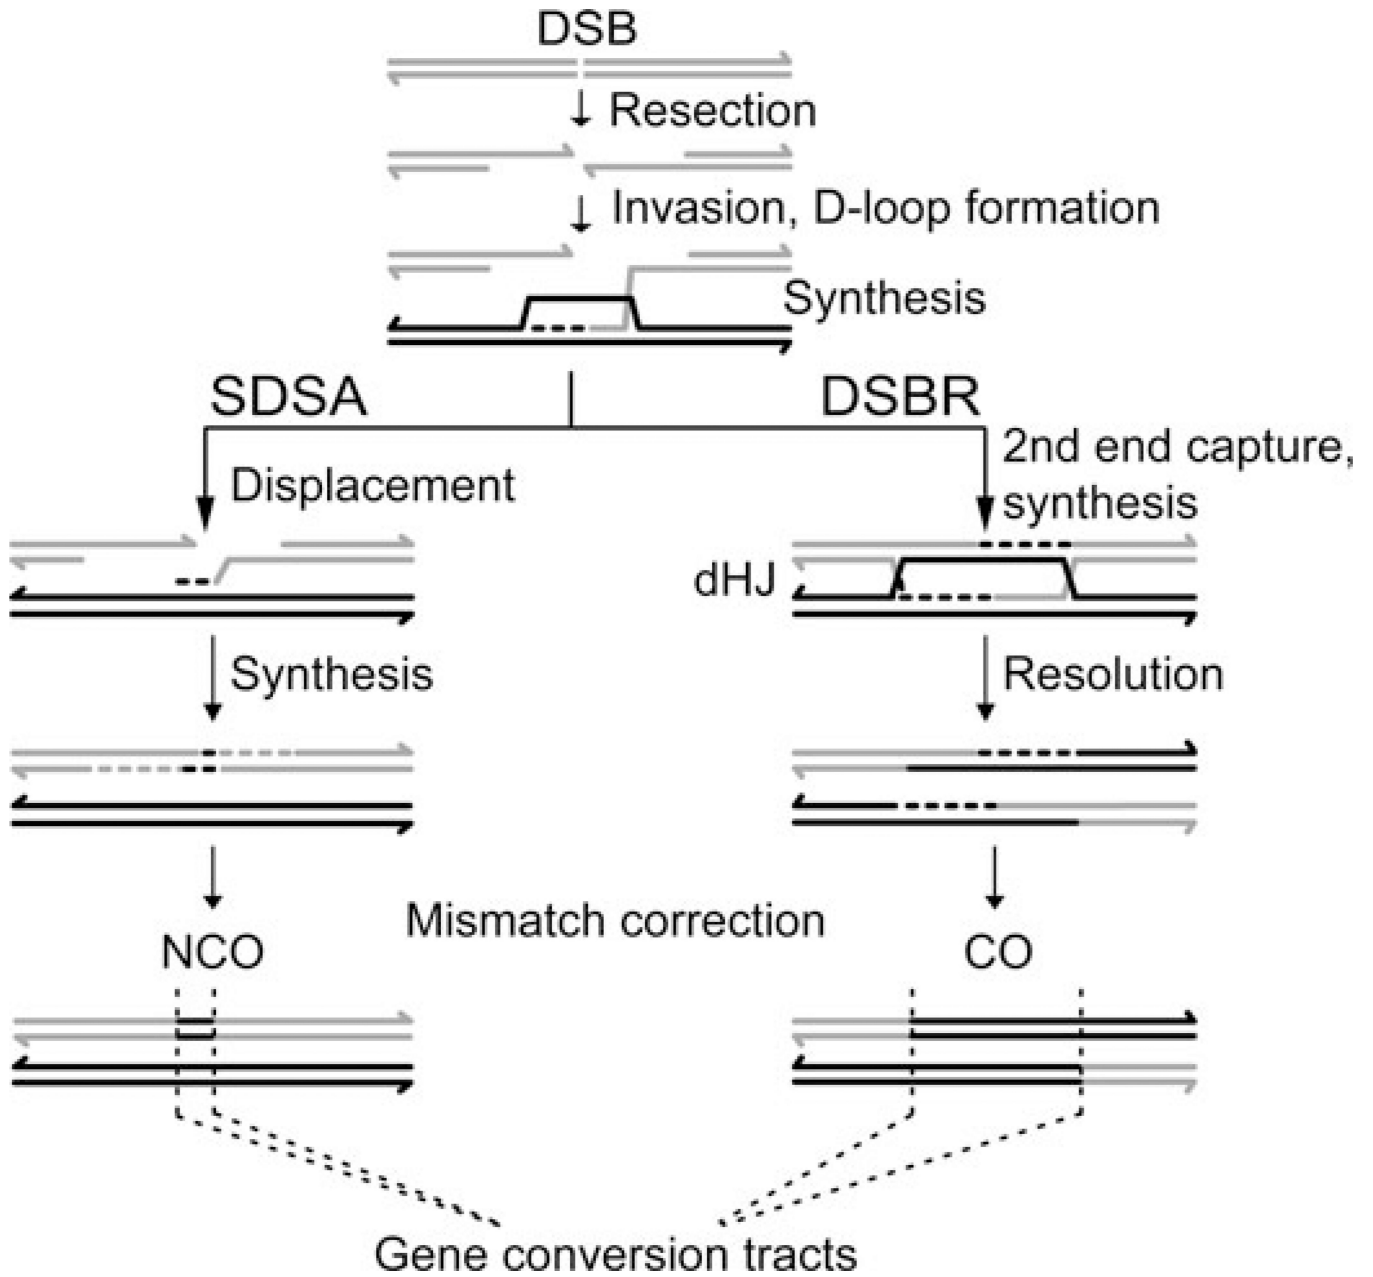 DSB
Resection
Invasion, D-loop formation
Synthesis
SDSA
DSBR
Displacement
2nd end capture,
synthesis
dHJ
Synthesis
Resolution
Mismatch correction
NCO
CO
Gene conversion tracts